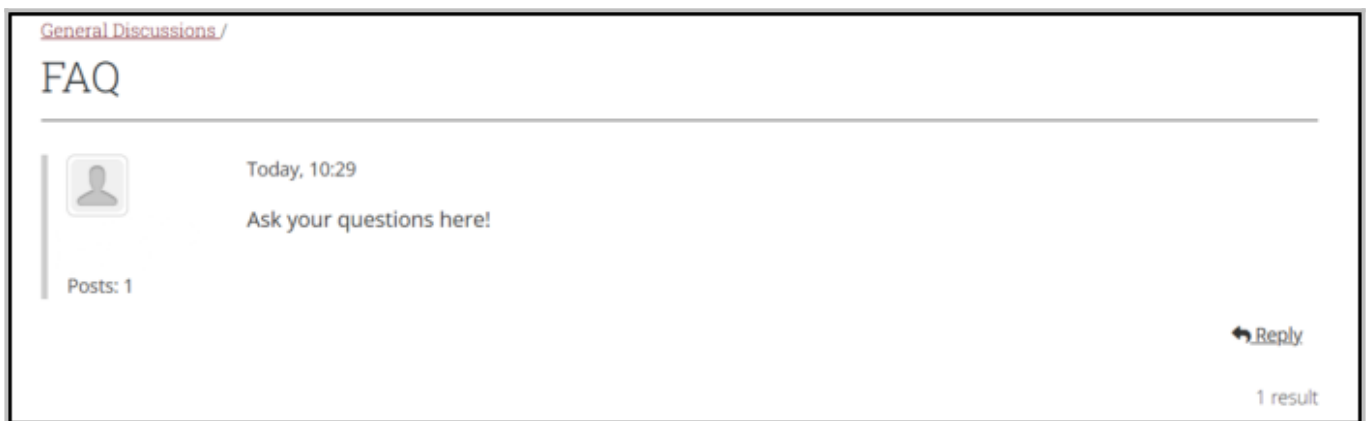 General Discussions /
FAQ
Today, 10:29
Ask your questions here!
Posts: 1
Reply
1 result